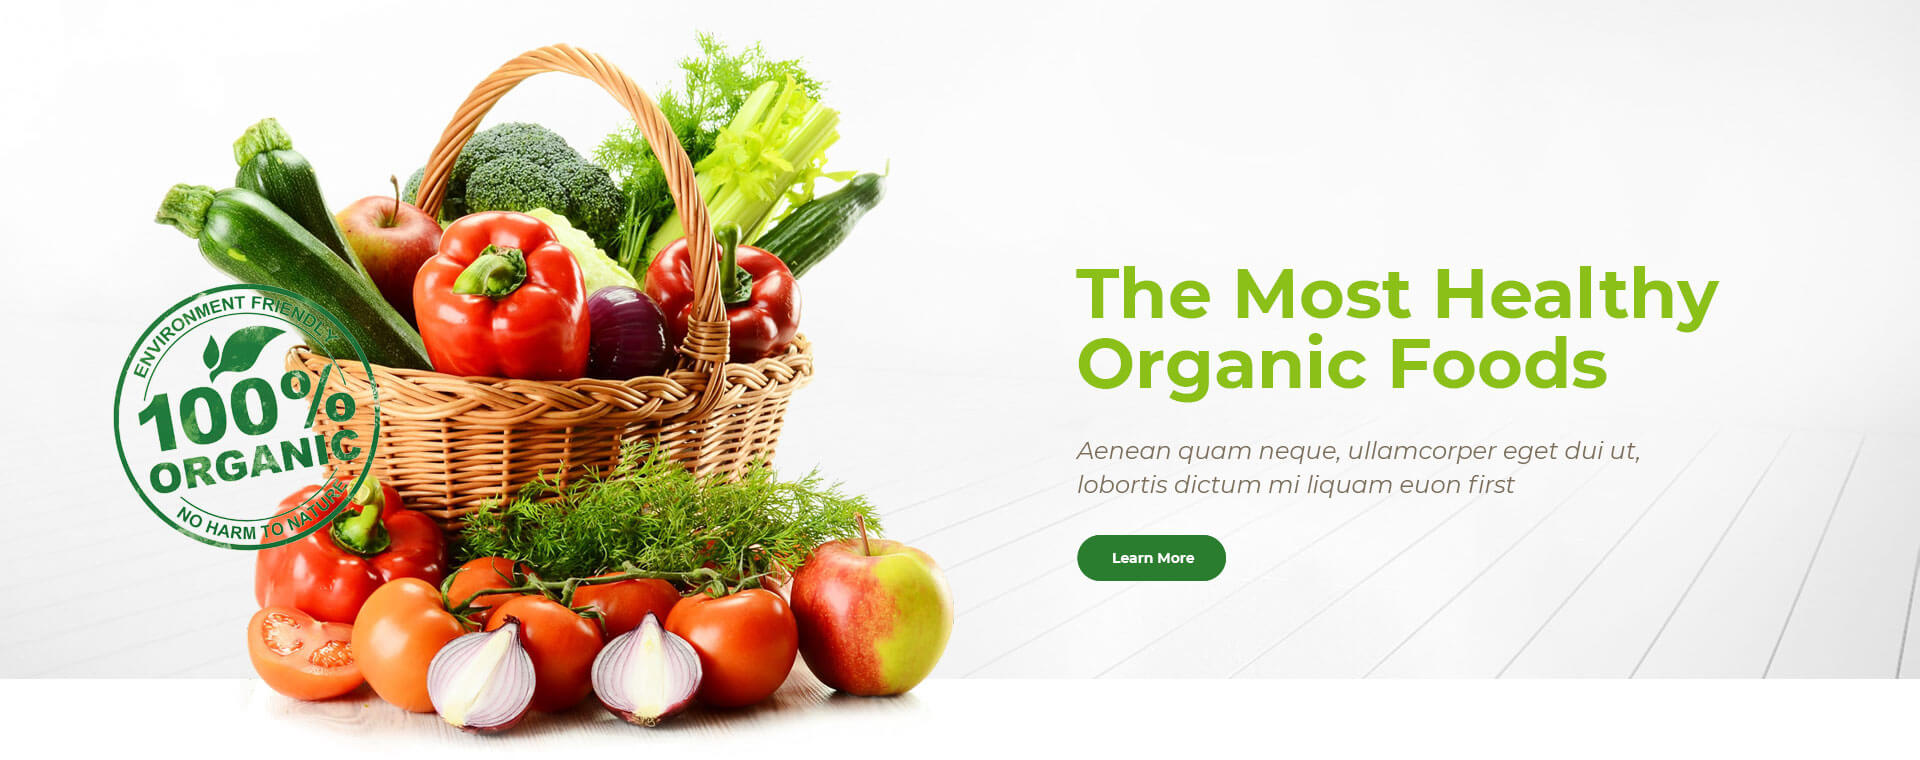 ENVIRONMENT FRIENDLY
100%
ORGANIC
NO HARM TO NATURE
The Most Healthy
Organic Foods
Aenean quam neque, ullamcorper eget dui ut,
lobortis dictum mi liquam euon first
Learn More